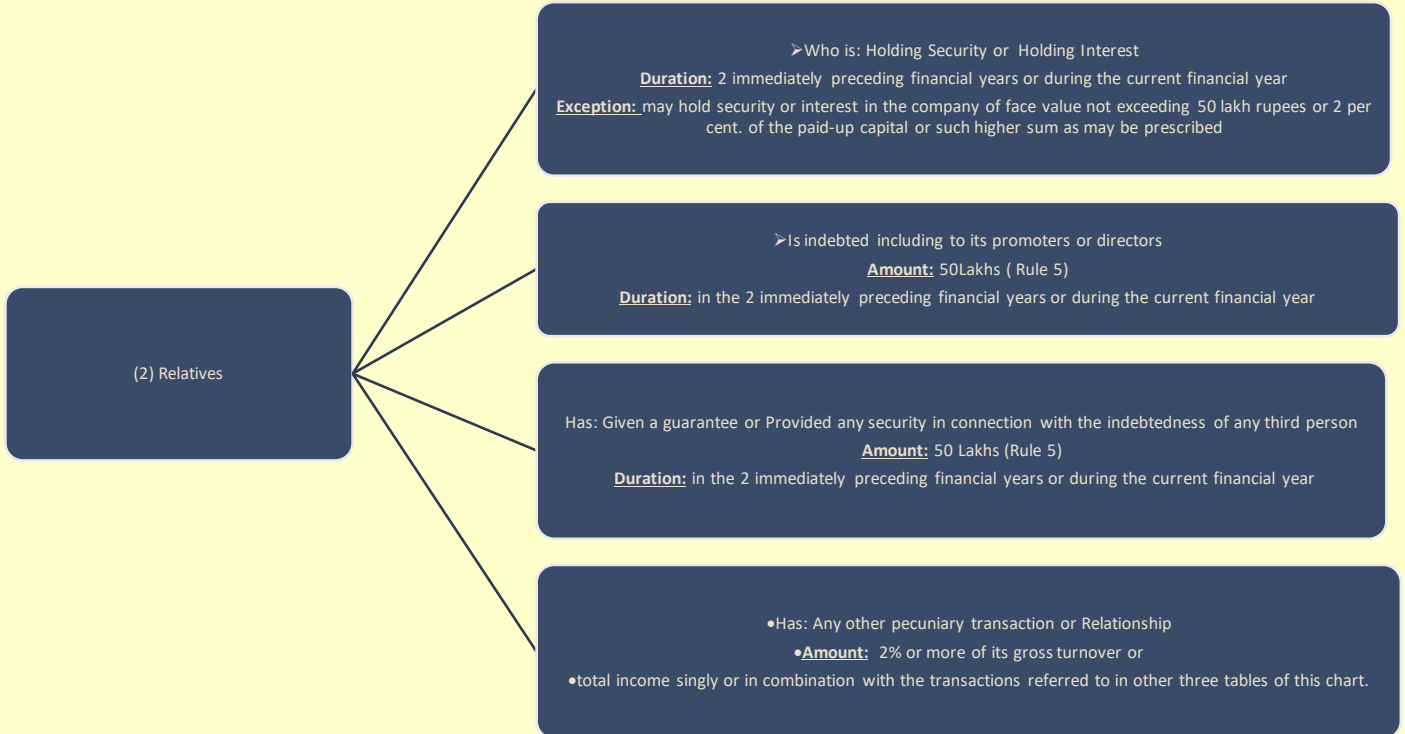 (2) Relatives
➢Who is: Holding Security or Holding Interest
Duration: 2 immediately preceding financial years or during the current financial year
Exception: may hold security or interest in the company of face value not exceeding 50 lakh rupees or 2 per
cent. of the paid-up capital or such higher sum as may be prescribed
➢Is indebted including to its promoters or directors
Amount: 50Lakhs ( Rule 5)
Duration: in the 2 immediately preceding financial years or during the current financial year
Has: Given a guarantee or Provided any security in connection with the indebtedness of any third person
Amount: 50 Lakhs (Rule 5)
Duration: in the 2 immediately preceding financial years or during the current financial year
•Has: Any other pecuniary transaction or Relationship
•Amount: 2% or more of its gross turnover or
•total income singly or in combination with the transactions referred to in other three tables of this chart.